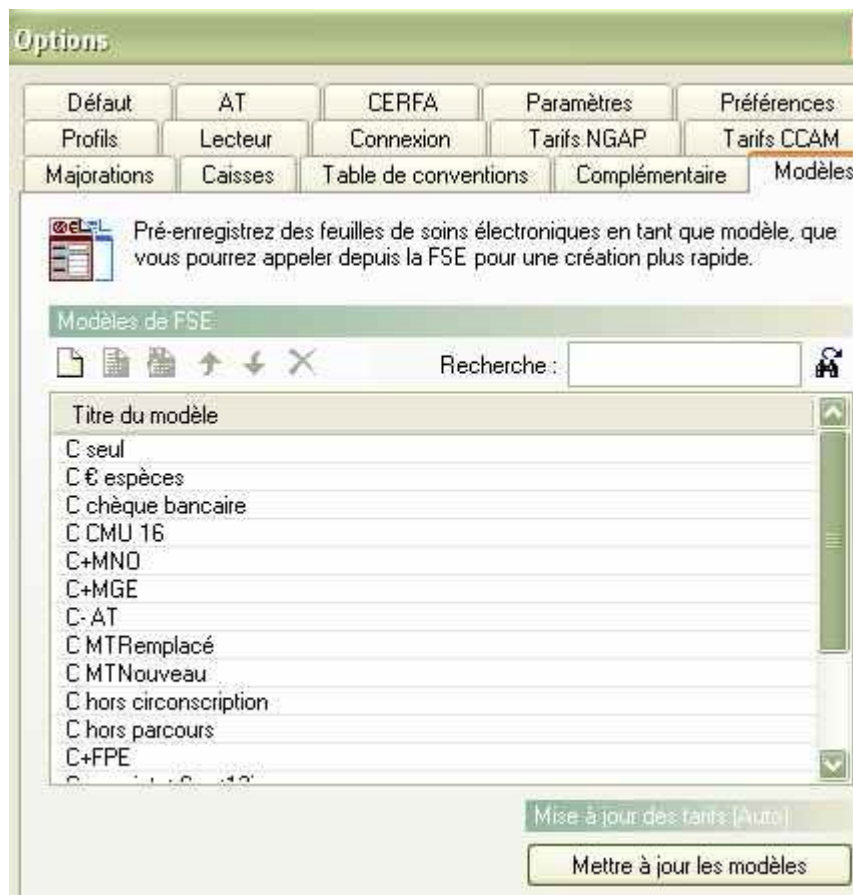 Options
Défaut AT CERFA Paramètres Préférences
Profils Lecteur Connexion Tarifs NGAP Tarifs CCAM
Majorations Caisses Table de conventions Complémentaire Modèles
Pré-enregistrez des feuilles de soins électroniques en tant que modèle, que
vous pourrez appeler depuis la FSE pour une création plus rapide.
Modèles de FSE
Recherche :
Titre du modèle
C seul
C € espèces
C chèque bancaire
C CMU 16
C+MNO
C+MGE
C- AT
C MTRemplacé
C MTNouveau
C hors circonscription
C hors parcours
C+FPE
Mise à jour des tarifs (Auto)
Mettre à jour les modèles